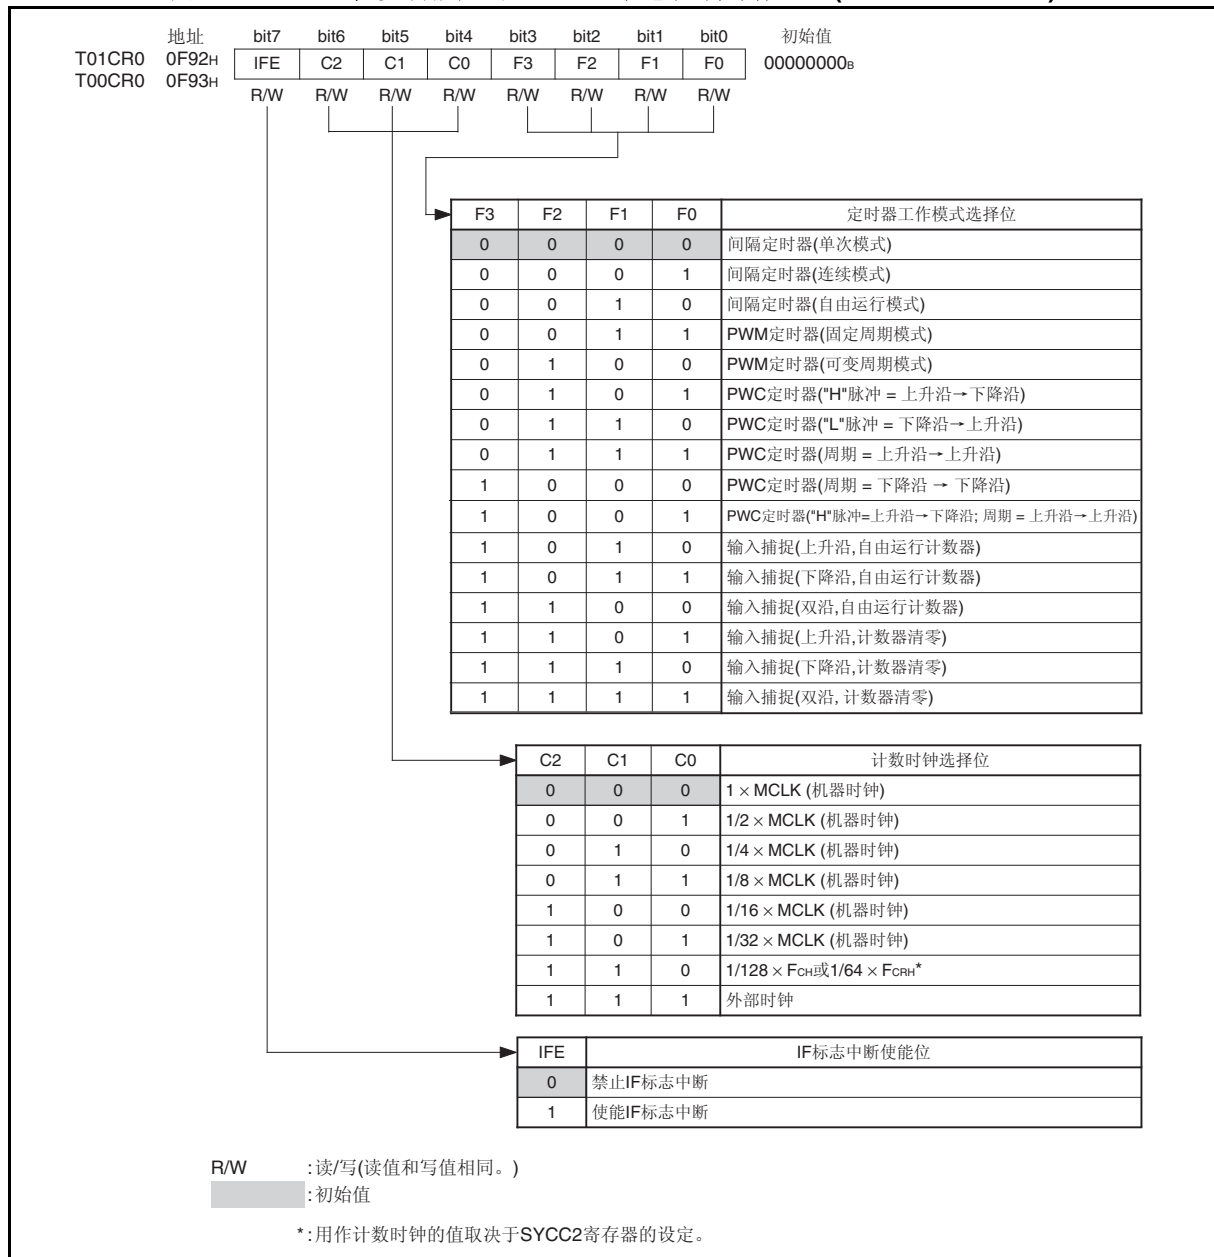 地址 bit7 bit6 bit5 bit4 bit3 bit2 bit1 bit0 初始值
T01CR0 0F92H IFE C2 C1 C0 F3 F2 F1 F0 00000000B
T00CR0 0F93H
R/W R/W R/W R/W R/W R/W R/W R/W
F3 F2 F1 F0 定时器工作模式选择位
0 0 0 0 间隔定时器(单次模式)
0 0 0 1 间隔定时器(连续模式)
0 0 1 0 间隔定时器(自由运行模式)
0 0 1 1 PWM定时器(固定周期模式)
0 1 0 0 PWM定时器(可变周期模式)
0 1 0 1 PWC定时器("H"脉冲 = 上升沿→下降沿)
0 1 1 0 PWC定时器("L"脉冲 = 下降沿→上升沿)
0 1 1 1 PWC定时器(周期 = 上升沿→上升沿)
1 0 0 0 PWC定时器(周期 = 下降沿 → 下降沿)
1 0 0 1 PWC定时器("H"脉冲=上升沿→下降沿; 周期 = 上升沿→上升沿)
1 0 1 0 输入捕捉(上升沿,自由运行计数器)
1 0 1 1 输入捕捉(下降沿,自由运行计数器)
1 1 0 0 输入捕捉(双沿,自由运行计数器)
1 1 0 1 输入捕捉(上升沿,计数器清零)
1 1 1 0 输入捕捉(下降沿,计数器清零)
1 1 1 1 输入捕捉(双沿, 计数器清零)
C2 C1 C0 计数时钟选择位
0 0 0 1 × MCLK (机器时钟)
0 0 1 1/2 × MCLK (机器时钟)
0 1 0 1/4 × MCLK (机器时钟)
0 1 1 1/8 × MCLK (机器时钟)
1 0 0 1/16 × MCLK (机器时钟)
1 0 1 1/32 × MCLK (机器时钟)
1 1 0 1/128 × FCH或1/64 × FCRH*
1 1 1 外部时钟
IFE IF标志中断使能位
0 禁止IF标志中断
1 使能IF标志中断
R/W :读/写(读值和写值相同。)
:初始值
*:用作计数时钟的值取决于SYCC2寄存器的设定。